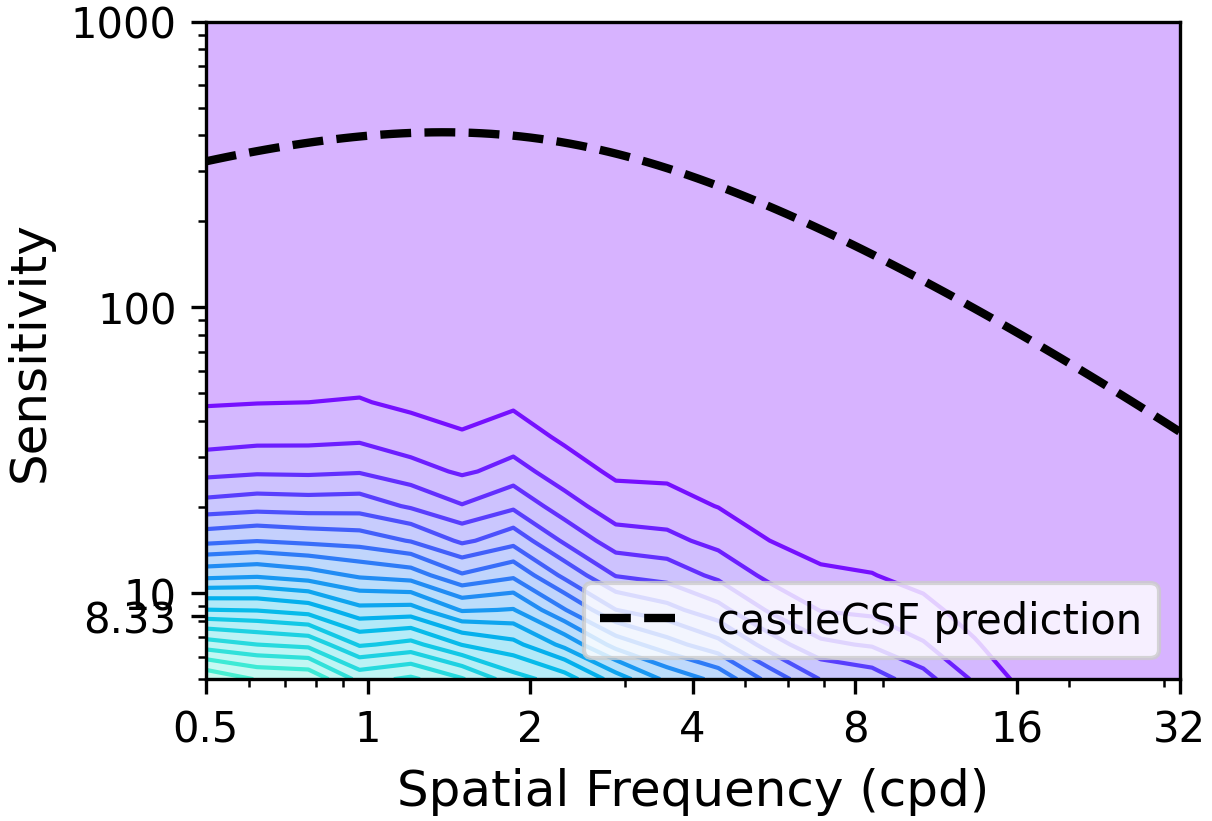 1000
100
10
8.33
Sensitivity
castleCSF prediction
0.5 1 2 4 8 16 32
Spatial Frequency (cpd)